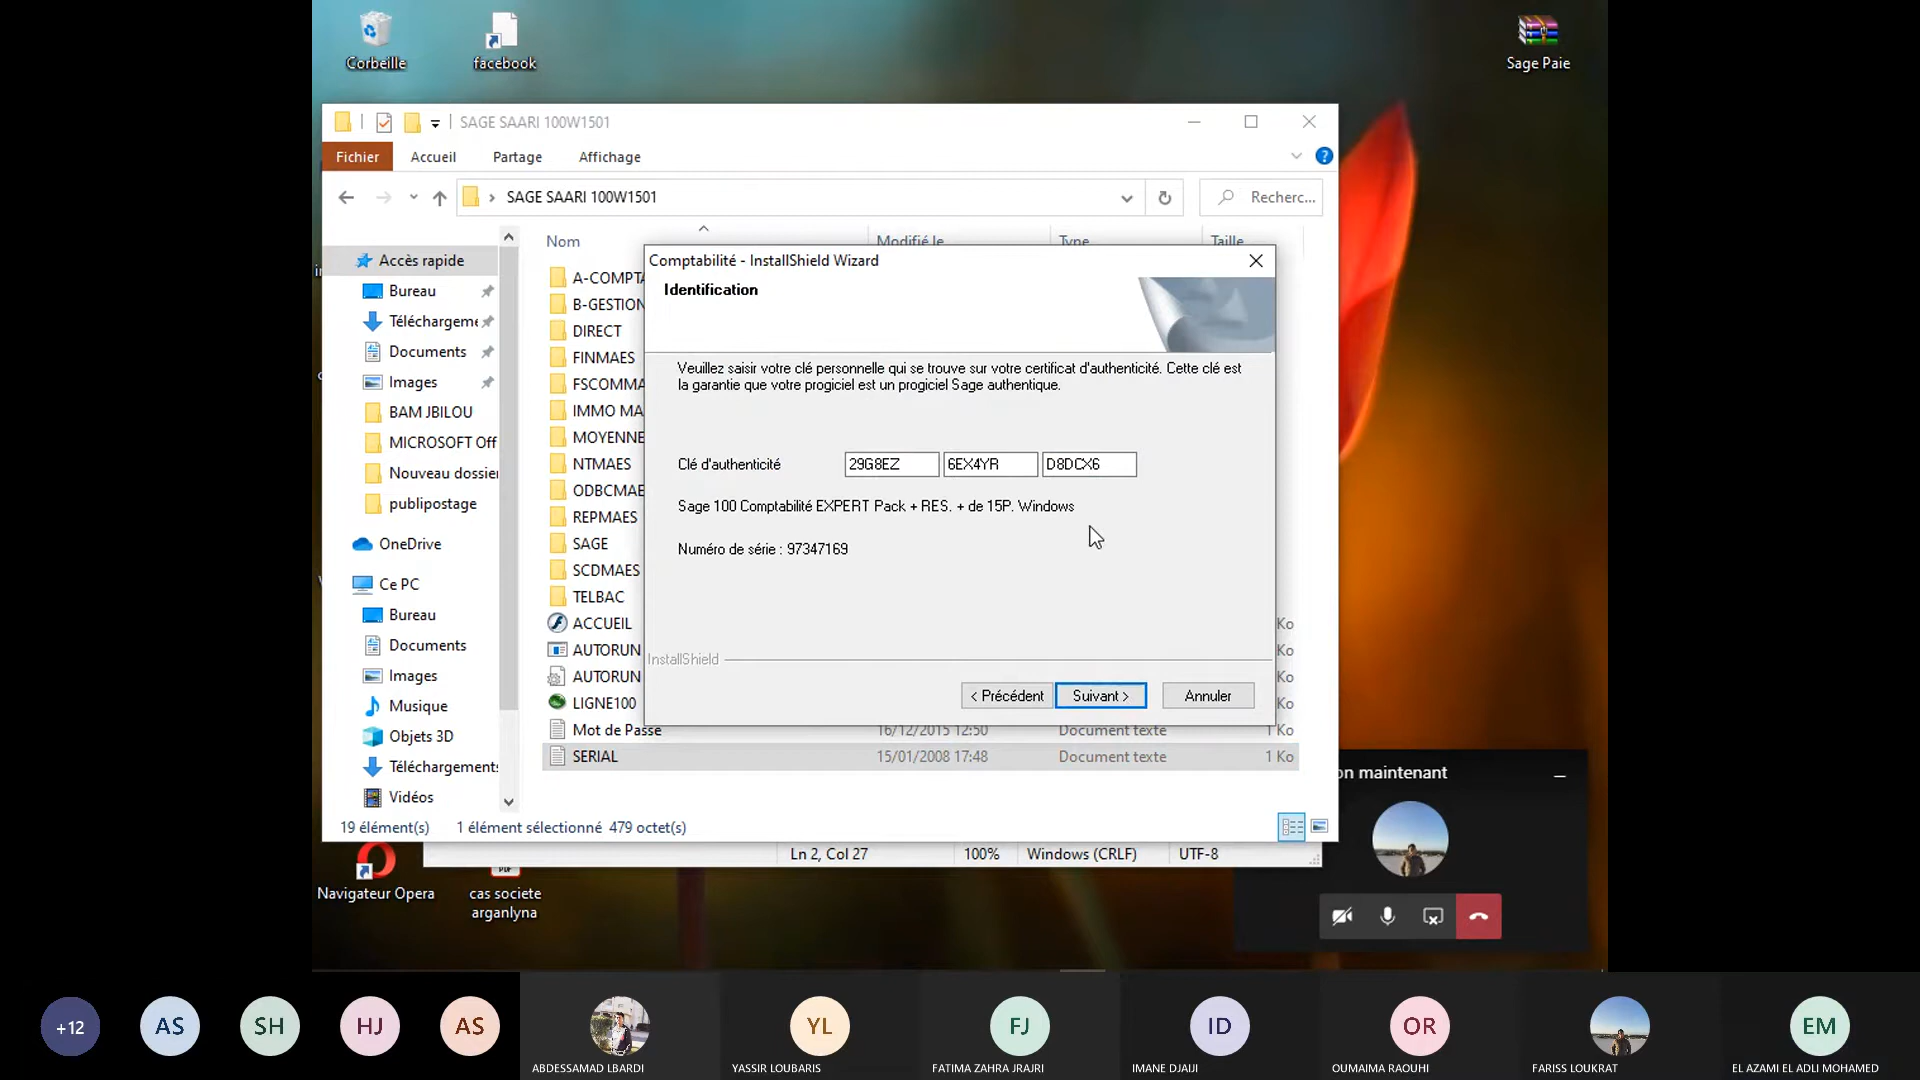 Corbeille
facebook
Sage Paie
SAGE SAARI 100W1501
Fichier
Accueil
Partage
Affichage
SAGE SAARI 100W1501
Recherc...
Nom
Modifié le
Type
Taille
Accès rapide
Bureau
Téléchargeme
Documents
Images
BAM JBILOU
MICROSOFT Off
Nouveau dossier
publipostage
OneDrive
Ce PC
Bureau
Documents
Images
Musique
Objets 3D
Téléchargements
Vidéos
A-COMPTA
B-GESTION
DIRECT
FINMAES
FSCOMMA
IMMO MA
MOYENNE
NTMAES
ODBCMAE
REPMAES
SAGE
SCDMAES
TELBAC
ACCUEIL
Ko
AUTORUN
Ko
AUTORUN
Ko
LIGNE100
Ko
Mot de Passe
16/12/2015 12:50
Document texte
1 Ko
SERIAL
15/01/2008 17:48
Document texte
1 Ko
19 élément(s)
1 élément sélectionné 479 octet(s)
Comptabilité - InstallShield Wizard
Identification
Veuillez saisir votre clé personnelle qui se trouve sur votre certificat d'authenticité. Cette clé est
la garantie que votre progiciel est un progiciel Sage authentique.
Clé d'authenticité
29G8EZ
6EX4YR
D8DCX6
Sage 100 Comptabilité EXPERT Pack + RES. + de 15P. Windows
Numéro de série : 97347169
InstallShield
< Précédent
Suivant >
Annuler
Ln 2, Col 27
100%
Windows (CRLF)
UTF-8
on maintenant
Navigateur Opera
PDF
cas societe
arganlyna
+12
AS
SH
HJ
AS
YL
FJ
ID
OR
EM
ABDESSAMAD LBARDI
YASSIR LOUBARIS
FATIMA ZAHRA JRAJRI
IMANE DJAIJI
OUMAIMA RAOUHI
FARISS LOUKRAT
EL AZAMI EL ADLI MOHAMED